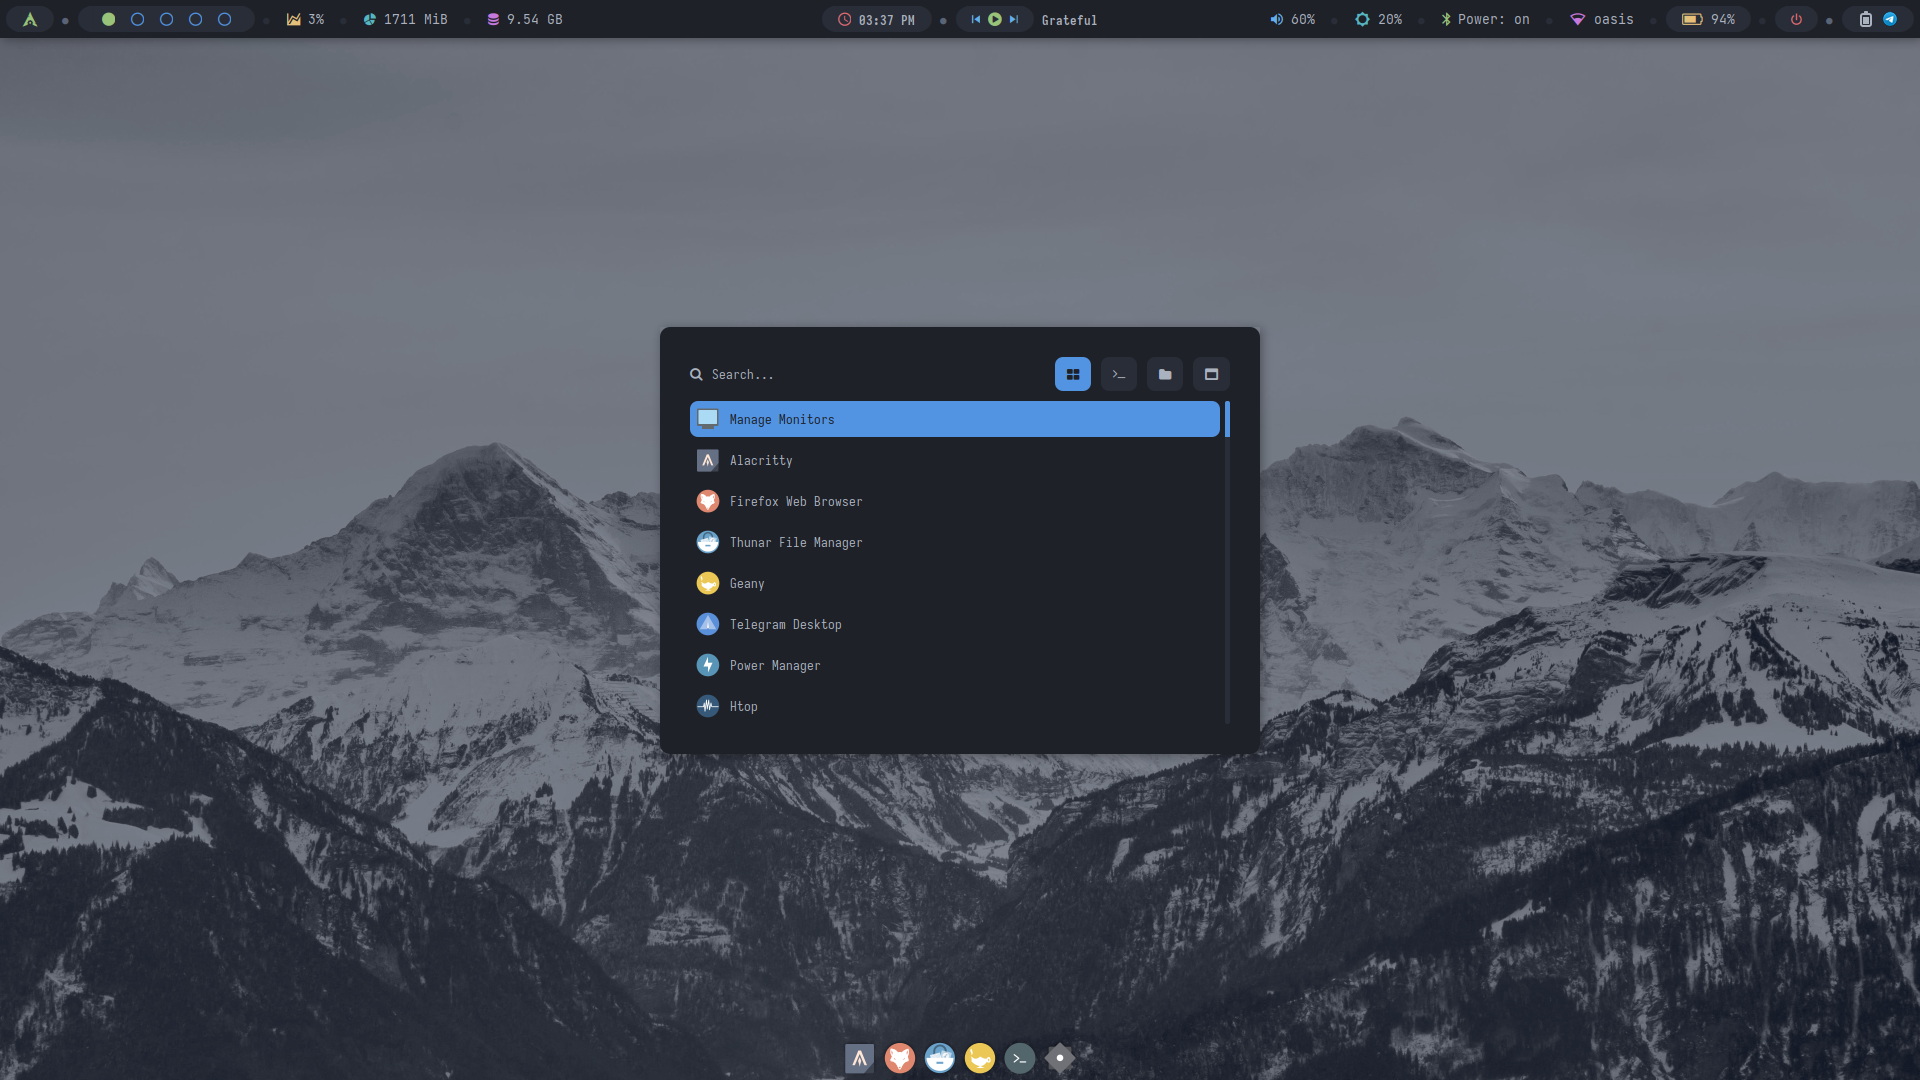 3% 1711 MiB 9.54 GB 03:37 PM Grateful 60% 20% Power: on oasis 94%
Search...
Manage Monitors
Alacritty
Firefox Web Browser
Thunar File Manager
Geany
Telegram Desktop
Power Manager
Htop